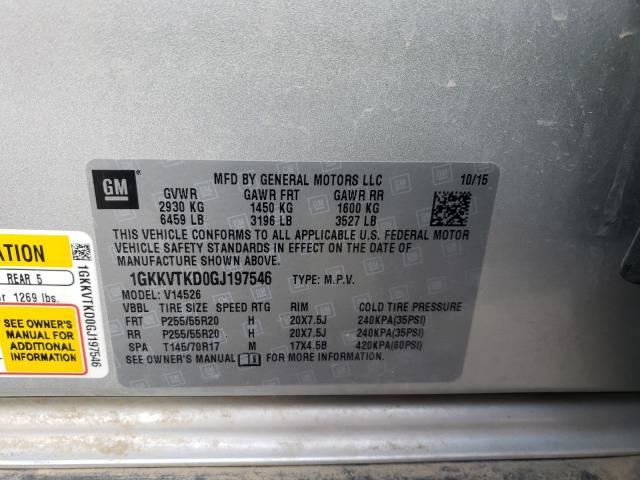 GM
MFD BY GENERAL MOTORS LLC
10/15
GVWR GAWR FRT GAWR RR
2930 KG 1450 KG 1600 KG
6459 LB 3196 LB 3527 LB
THIS VEHICLE CONFORMS TO ALL APPLICABLE U.S. FEDERAL MOTOR
VEHICLE SAFETY STANDARDS IN EFFECT ON THE DATE OF
MANUFACTURE SHOWN ABOVE.
1GKKVTKD0GJ197546 TYPE: M.P.V.
MODEL: V14526
VBBL TIRE SIZE SPEED RTG RIM COLD TIRE PRESSURE
FRT P255/55R20 H 20X7.5J 240KPA(35PSI)
RR P255/55R20 H 20X7.5J 240KPA(35PSI)
SPA T145/70R17 M 17X4.5B 420KPA(60PSI)
SEE OWNER'S MANUAL FOR MORE INFORMATION.
ATION
REAR 5
or 1269 lbs.
SEE OWNER'S
MANUAL FOR
ADDITIONAL
INFORMATION
1GKKVTKD0GJ197546